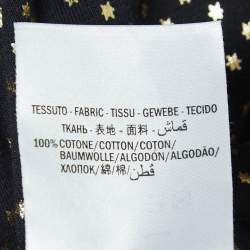 TESSUTO - FABRIC - TISSU - GEWEBE - TECIDO
ТКАНЬ - 表地 - 面料 - قماش
100% COTONE/COTTON/COTON/
BAUMWOLLE/ALGODON/ALGODÃO/
ХЛОПОК/綿/棉/قطن